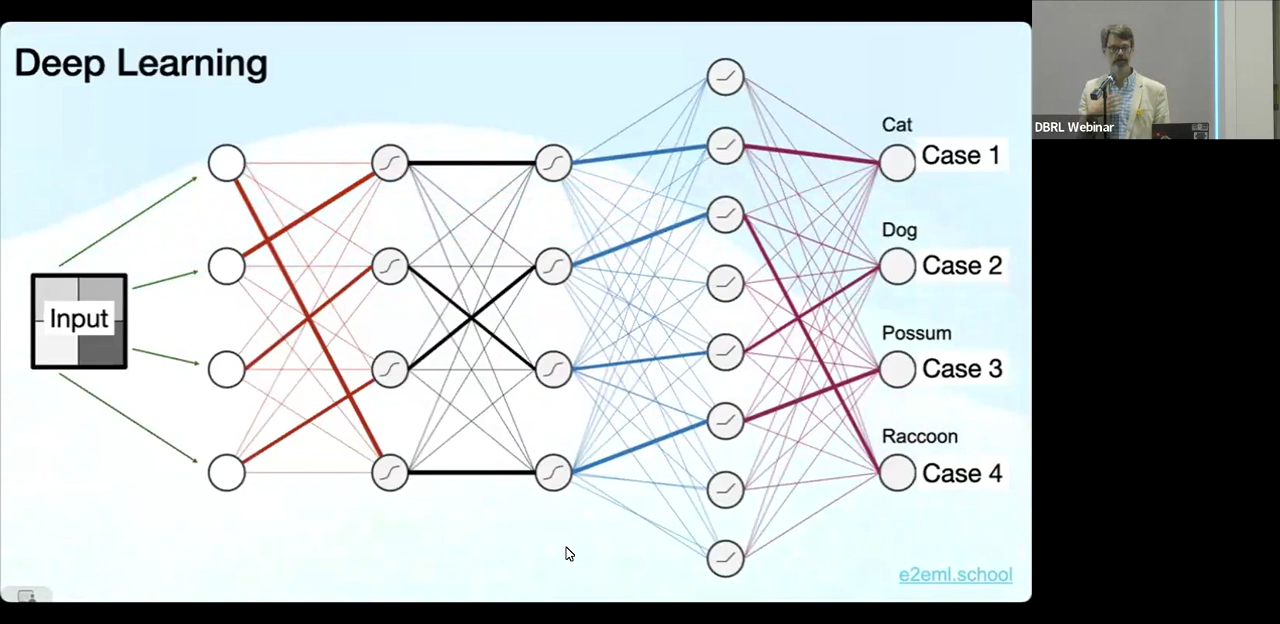 Deep Learning
DBRL Webinar
Input
Cat
Case 1
Dog
Case 2
Possum
Case 3
Raccoon
Case 4
e2eml.school